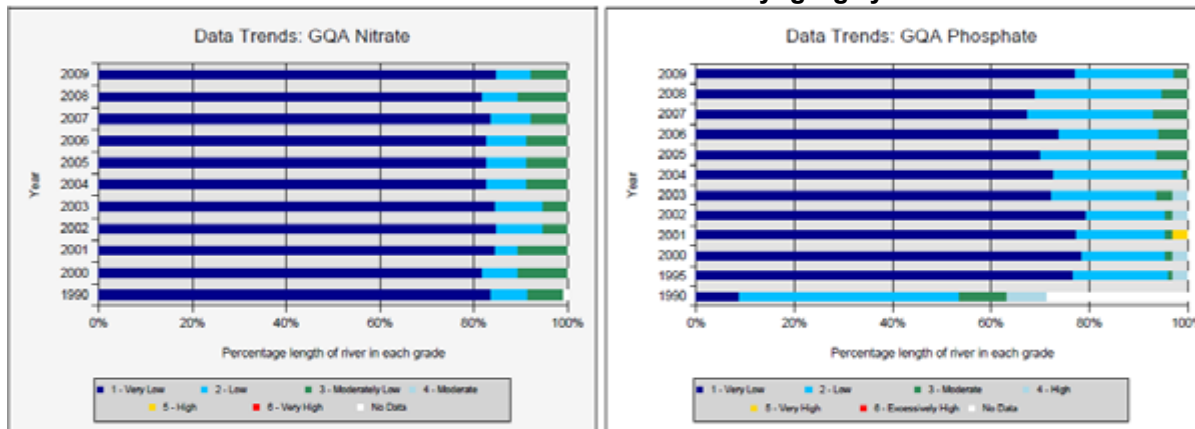 Data Trends: GQA Nitrate
Year
2009
2008
2007
2006
2005
2004
2003
2002
2001
2000
1990
0% 20% 40% 60% 80% 100%
Percentage length of river in each grade
1 - Very Low 2 - Low 3 - Moderately Low 4 - Moderate
5 - High 6 - Very High No Data
Data Trends: GQA Phosphate
Year
2009
2008
2007
2006
2005
2004
2003
2002
2001
2000
1995
1990
0% 20% 40% 60% 80% 100%
Percentage length of river in each grade
1 - Very Low 2 - Low 3 - Moderate 4 - High
5 - Very High 6 - Excessively High No Data